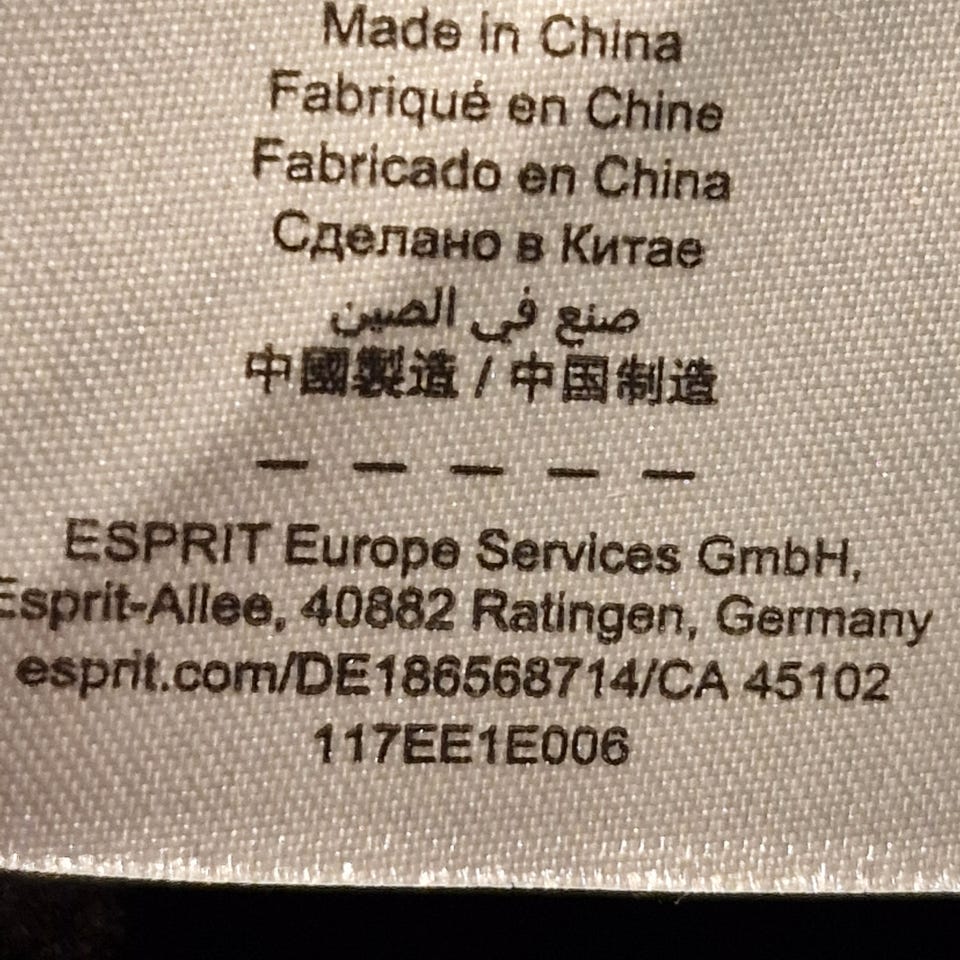 Made in China
Fabriqué en Chine
Fabricado en China
Сделано в Китае
صنع في الصين
中國製造 / 中国制造
— — — — —
ESPRIT Europe Services GmbH,
Esprit-Allee, 40882 Ratingen, Germany
esprit.com/DE186568714/CA 45102
117EE1E006